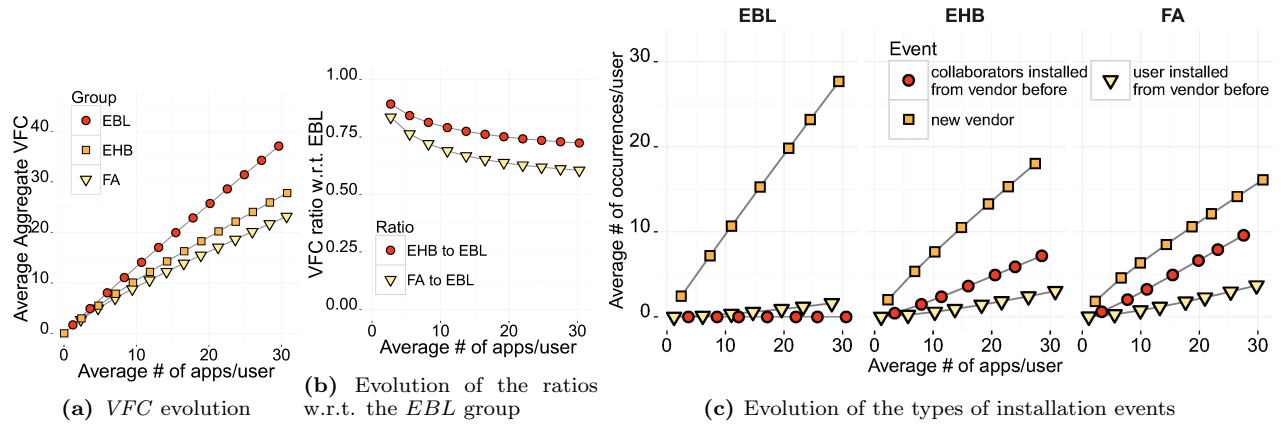 Average Aggregate VFC
40
30
20
10
0
Group
EBL
EHB
FA
0 10 20 30
Average # of apps/user
(a) VFC evolution
VFC ratio w.r.t. EBL
1.00
0.75
0.50
0.25
0.00
Ratio
EHB to EBL
FA to EBL
0 10 20 30
Average # of apps/user
(b) Evolution of the ratios
w.r.t. the EBL group
EBL EHB FA
Average # of occurrences/user
30
20
10
0
Event
collaborators installed
from vendor before
new vendor
user installed
from vendor before
0 10 20 30 0 10 20 30 0 10 20 30
Average # of apps/user
(c) Evolution of the types of installation events